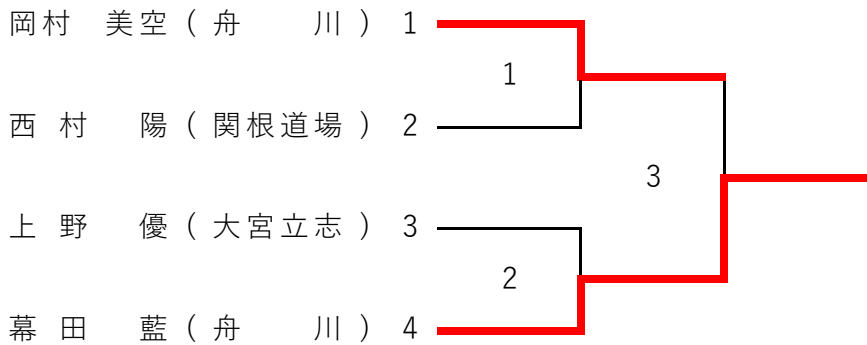 岡村 美空 ( 舟 川 ) 1
1
西村 陽 ( 関根道場 ) 2
3
上野 優 ( 大宮立志 ) 3
2
幕田 藍 ( 舟 川 ) 4